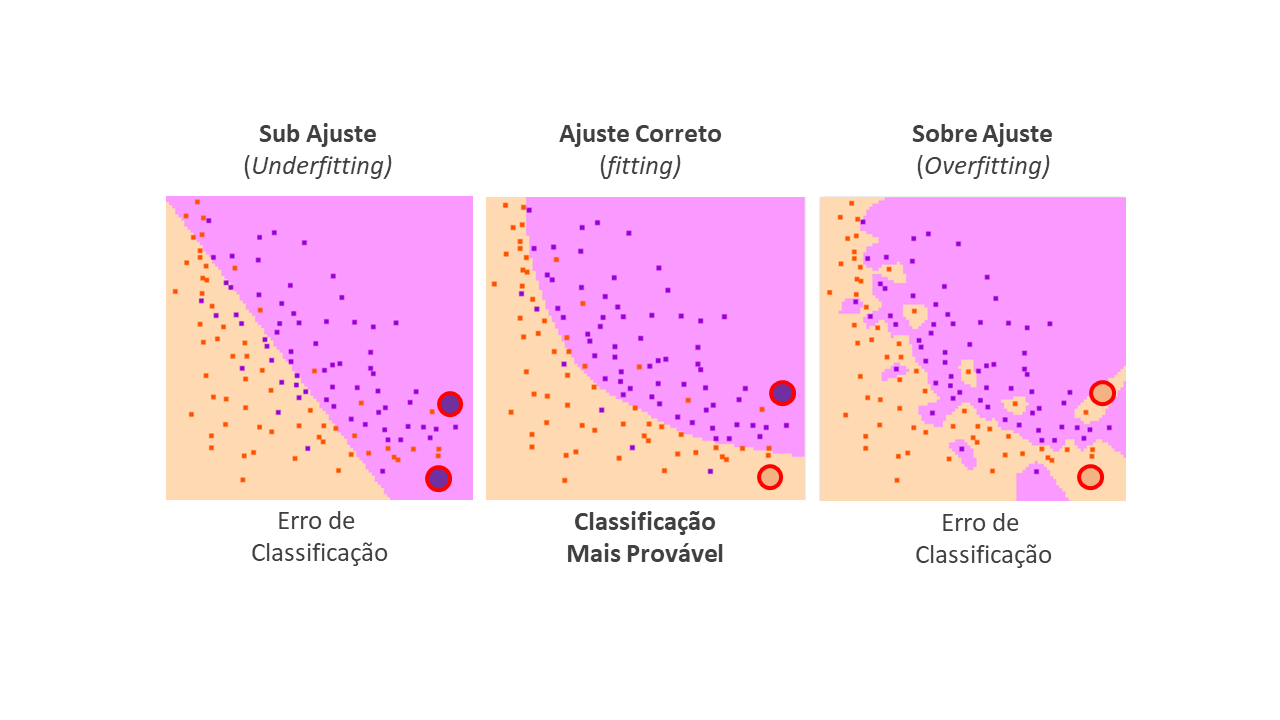 Sub Ajuste
(Underfitting)
Ajuste Correto
(fitting)
Sobre Ajuste
(Overfitting)
Erro de
Classificação
Classificação
Mais Provável
Erro de
Classificação